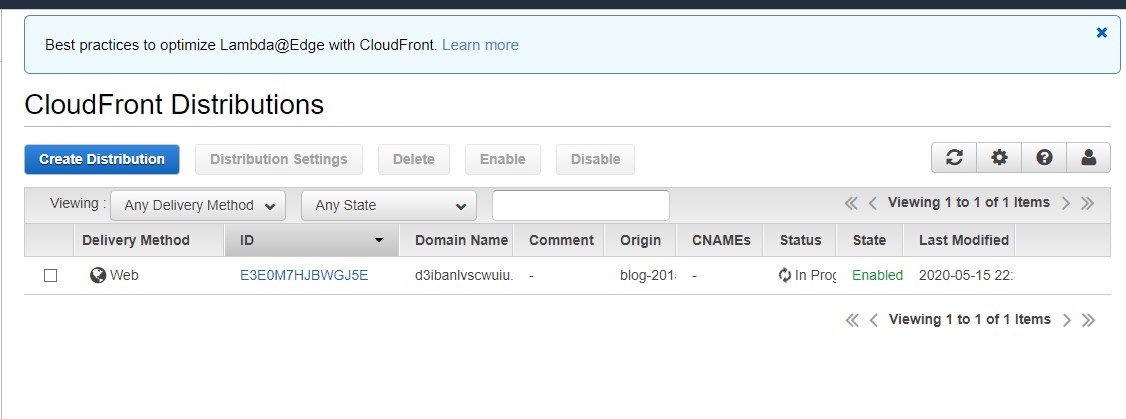 Best practices to optimize Lambda@Edge with CloudFront. Learn more
CloudFront Distributions
Create Distribution Distribution Settings Delete Enable Disable
Viewing : Any Delivery Method Any State Viewing 1 to 1 of 1 Items
Delivery Method ID Domain Name Comment Origin CNAMEs Status State Last Modified
Web E3E0M7HJBWGJ5E d3ibanlvscwuiu. - blog-201 - In Prog Enabled 2020-05-15 22:
Viewing 1 to 1 of 1 Items